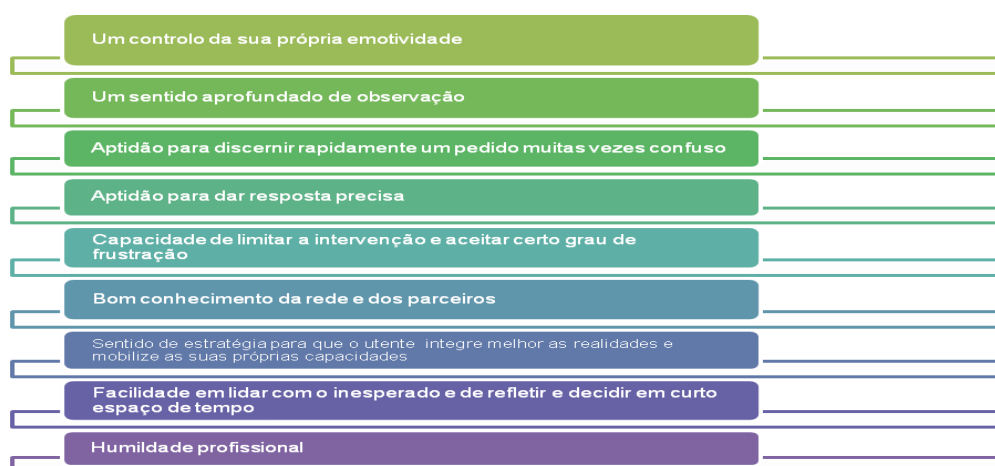 Um controlo da sua própria emotividade
Um sentido aprofundado de observação
Aptidão para discernir rapidamente um pedido muitas vezes confuso
Aptidão para dar resposta precisa
Capacidade de limitar a intervenção e aceitar certo grau de
frustração
Bom conhecimento da rede e dos parceiros
Sentido de estratégia para que o utente integre melhor as realidades e
mobilize as suas próprias capacidades
Facilidade em lidar com o inesperado e de refletir e decidir em curto
espaço de tempo
Humildade profissional